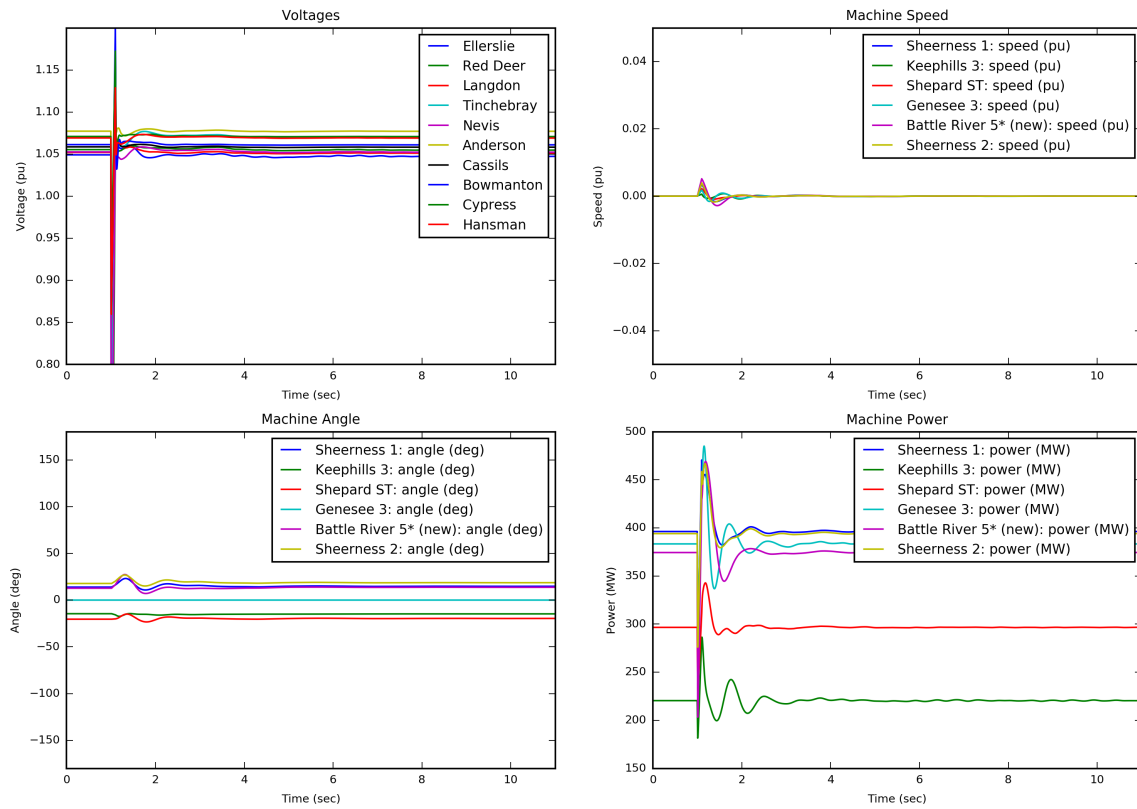 Voltages
1.15
1.10
1.05
1.00
0.95
0.90
0.85
0.80
Voltage (pu)
0 2 4 6 8 10
Time (sec)
Ellerslie
Red Deer
Langdon
Tinchebray
Nevis
Anderson
Cassils
Bowmanton
Cypress
Hansman
Machine Speed
0.04
0.02
0.00
−0.02
−0.04
Speed (pu)
0 2 4 6 8 10
Time (sec)
Sheerness 1: speed (pu)
Keephills 3: speed (pu)
Shepard ST: speed (pu)
Genesee 3: speed (pu)
Battle River 5* (new): speed (pu)
Sheerness 2: speed (pu)
Machine Angle
150
100
50
0
−50
−100
−150
Angle (deg)
0 2 4 6 8 10
Time (sec)
Sheerness 1: angle (deg)
Keephills 3: angle (deg)
Shepard ST: angle (deg)
Genesee 3: angle (deg)
Battle River 5* (new): angle (deg)
Sheerness 2: angle (deg)
Machine Power
500
450
400
350
300
250
200
150
Power (MW)
0 2 4 6 8 10
Time (sec)
Sheerness 1: power (MW)
Keephills 3: power (MW)
Shepard ST: power (MW)
Genesee 3: power (MW)
Battle River 5* (new): power (MW)
Sheerness 2: power (MW)